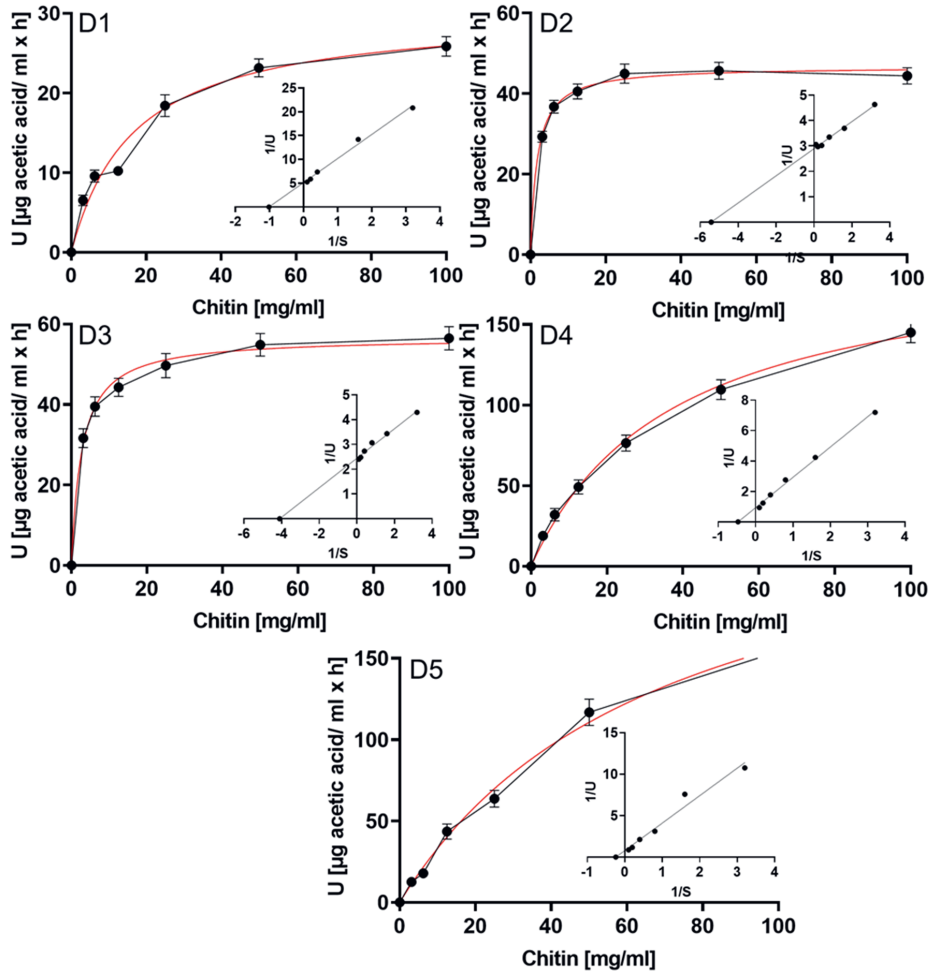 D1
U [µg acetic acid/ ml x h]
30
20
10
0
0 20 40 60 80 100
Chitin [mg/ml]
1/U
25
20
15
10
5
-2 -1 0 1 2 3 4
1/S
D2
U [µg acetic acid/ ml x h]
60
40
20
0
0 20 40 60 80 100
Chitin [mg/ml]
1/U
5
4
3
2
1
-6 -4 -2 0 2 4
1/S
D3
U [µg acetic acid/ ml x h]
60
40
20
0
0 20 40 60 80 100
Chitin [mg/ml]
1/U
5
4
3
2
1
-6 -4 -2 0 2 4
1/S
D4
U [µg acetic acid/ ml x h]
150
100
50
0
0 20 40 60 80 100
Chitin [mg/ml]
1/U
8
6
4
2
-1 0 1 2 3 4
1/S
D5
U [µg acetic acid/ ml x h]
150
100
50
0
0 20 40 60 80 100
Chitin [mg/ml]
1/U
15
10
5
-1 0 1 2 3 4
1/S